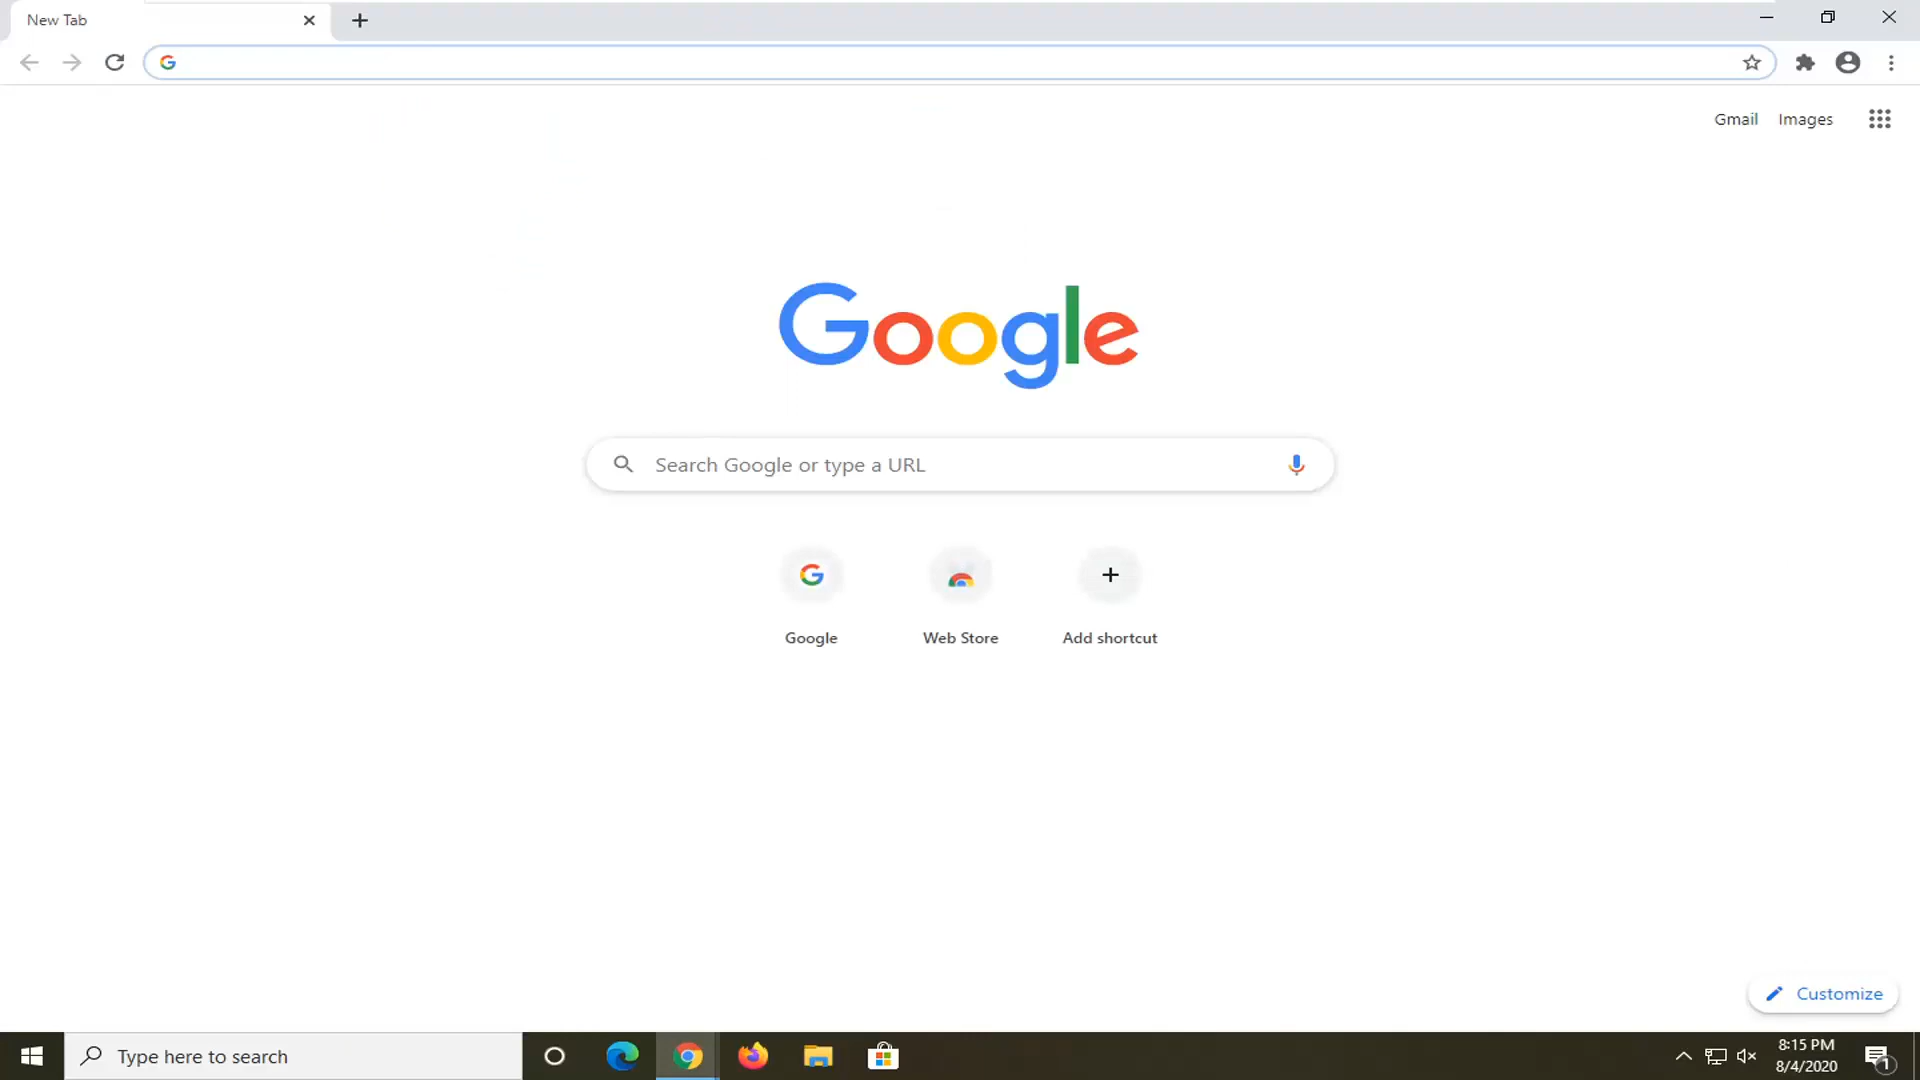 New Tab
Gmail Images
Google
Search Google or type a URL
Google Web Store Add shortcut
Customize
Type here to search
8:15 PM
8/4/2020
1